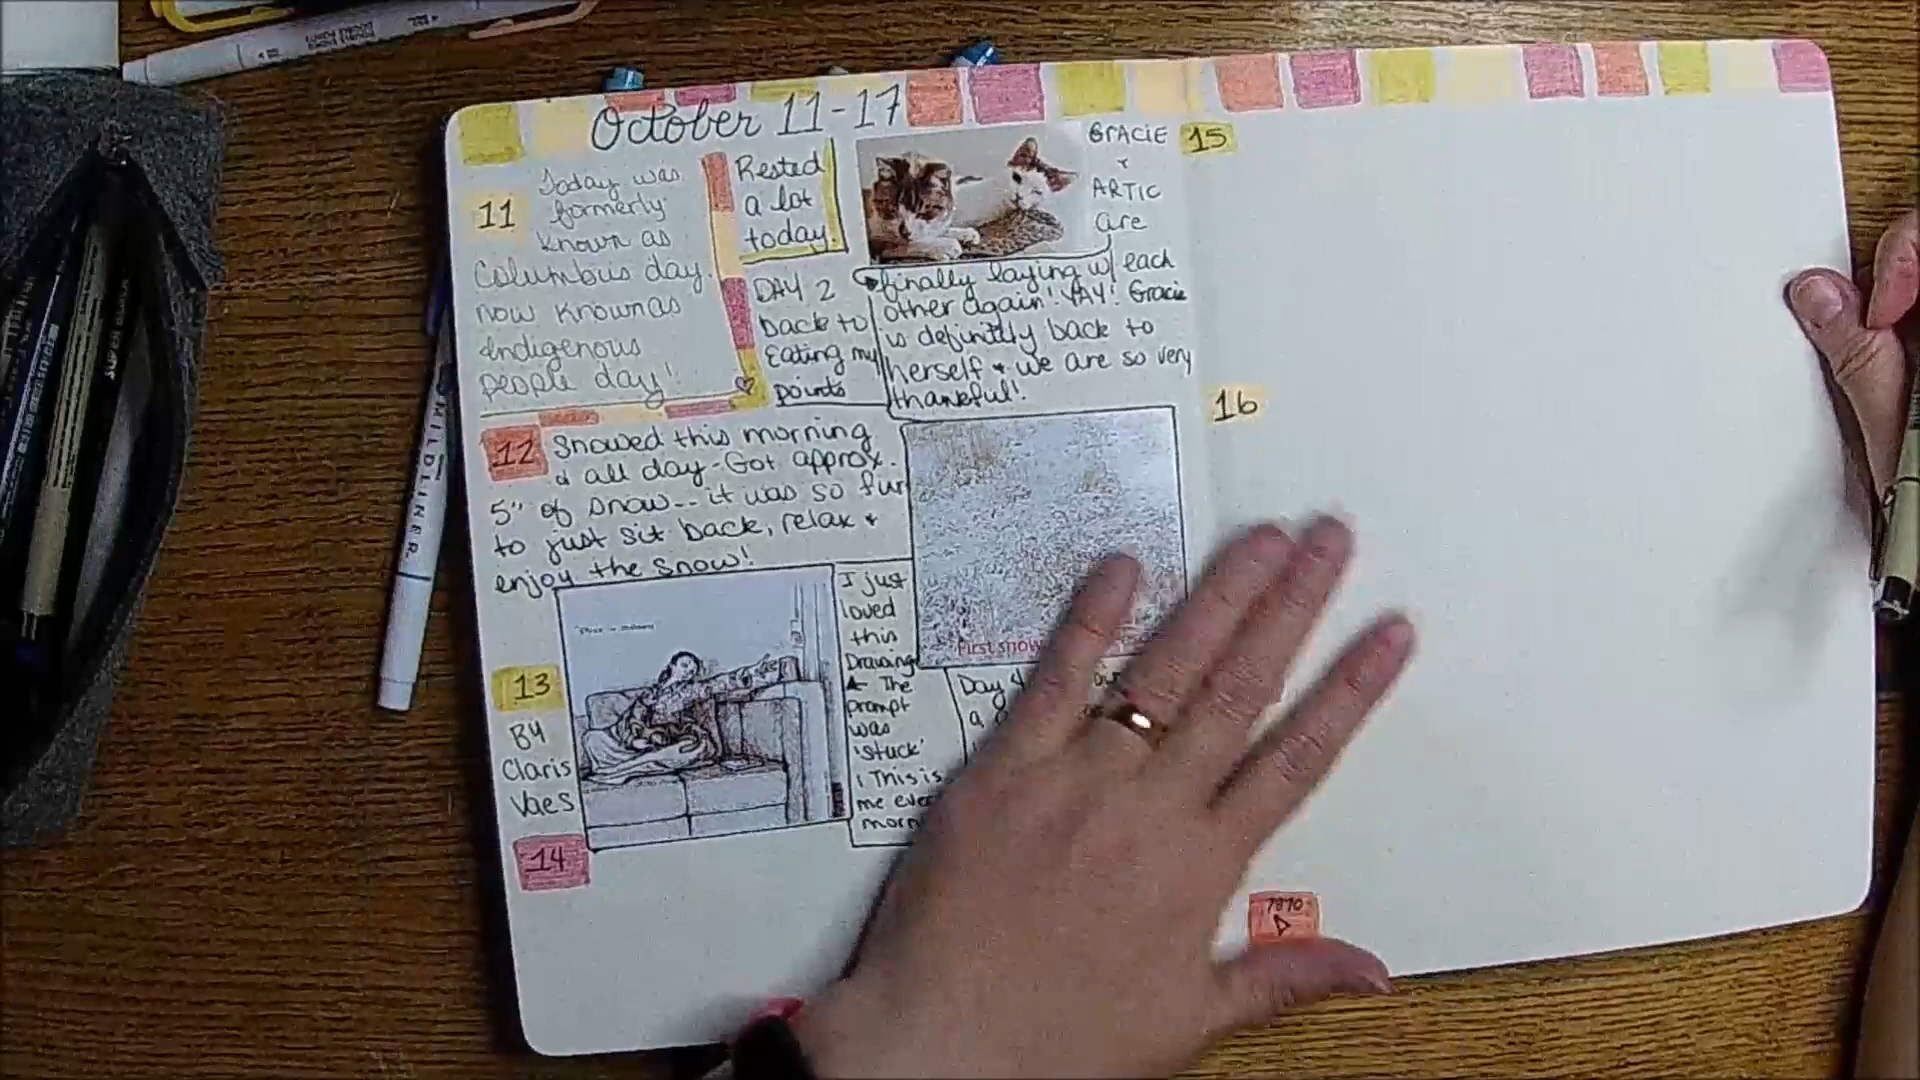 October 11-17
11
Today was
formerly
known as
Columbus day.
now known as
Indigenous
people day!
Rested
a lot
today.
DAY 2
back to
Eating my
points
GRACIE
+
ARTIC
are
finally laying w/ each
other again! YAY! Gracie
is definitly back to
herself + we are so very
thankful!
12 Snowed this morning
& all day - Got approx.
5" of snow... it was so fun
to just sit back, relax +
enjoy the snow!
First snow
13
By
Claris
Vaes
I just
loved
this
Drawing
The
prompt
was
'stuck'
This is
me
Day 4
14
15
16
MILDLINER